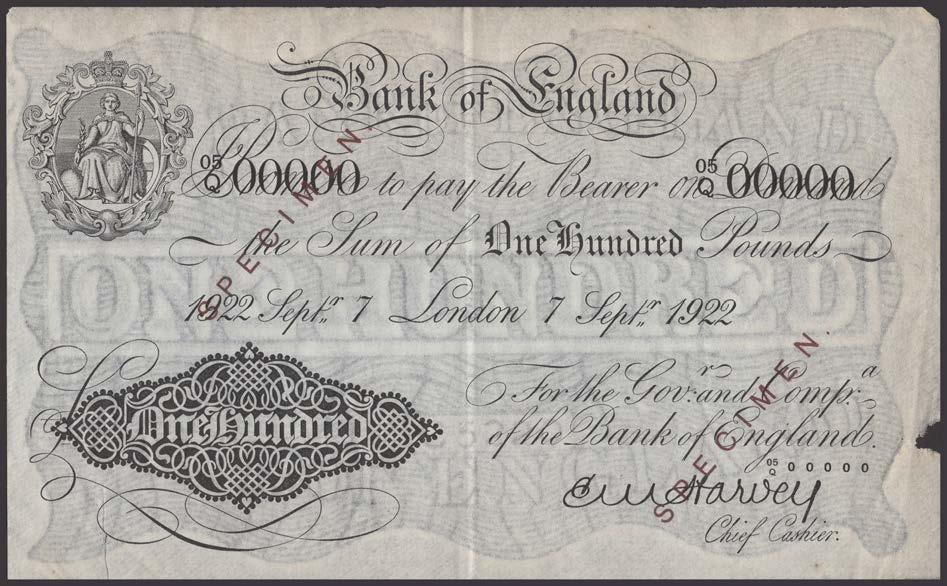 Bank of England
05
Q 00000 to pay the Bearer on Demand 05
Q 00000
the Sum of One Hundred Pounds
1922 Septr. 7 London 7 Septr. 1922
For the Govr. and Compa.
of the Bank of England.
05
Q 00000
One Hundred
E M Harvey
Chief Cashier.
SPECIMEN.
SPECIMEN.